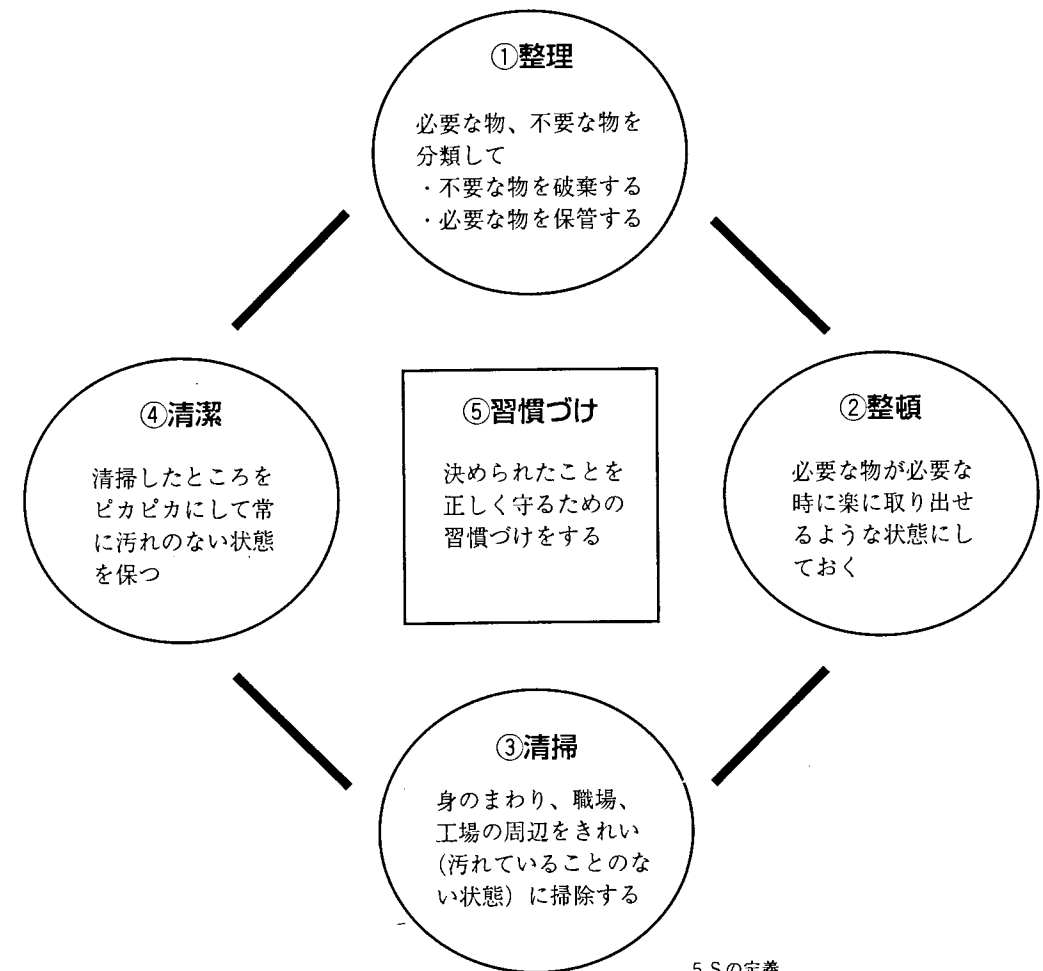 ①整理
必要な物、不要な物を
分類して
・不要な物を破棄する
・必要な物を保管する
②整頓
必要な物が必要な
時に楽に取り出せ
るような状態にし
ておく
③清掃
身のまわり、職場、
工場の周辺をきれい
(汚れていることのな
い状態)に掃除する
④清潔
清掃したところを
ピカピカにして常
に汚れのない状態
を保つ
⑤習慣づけ
決められたことを
正しく守るための
習慣づけをする
5Sの定義